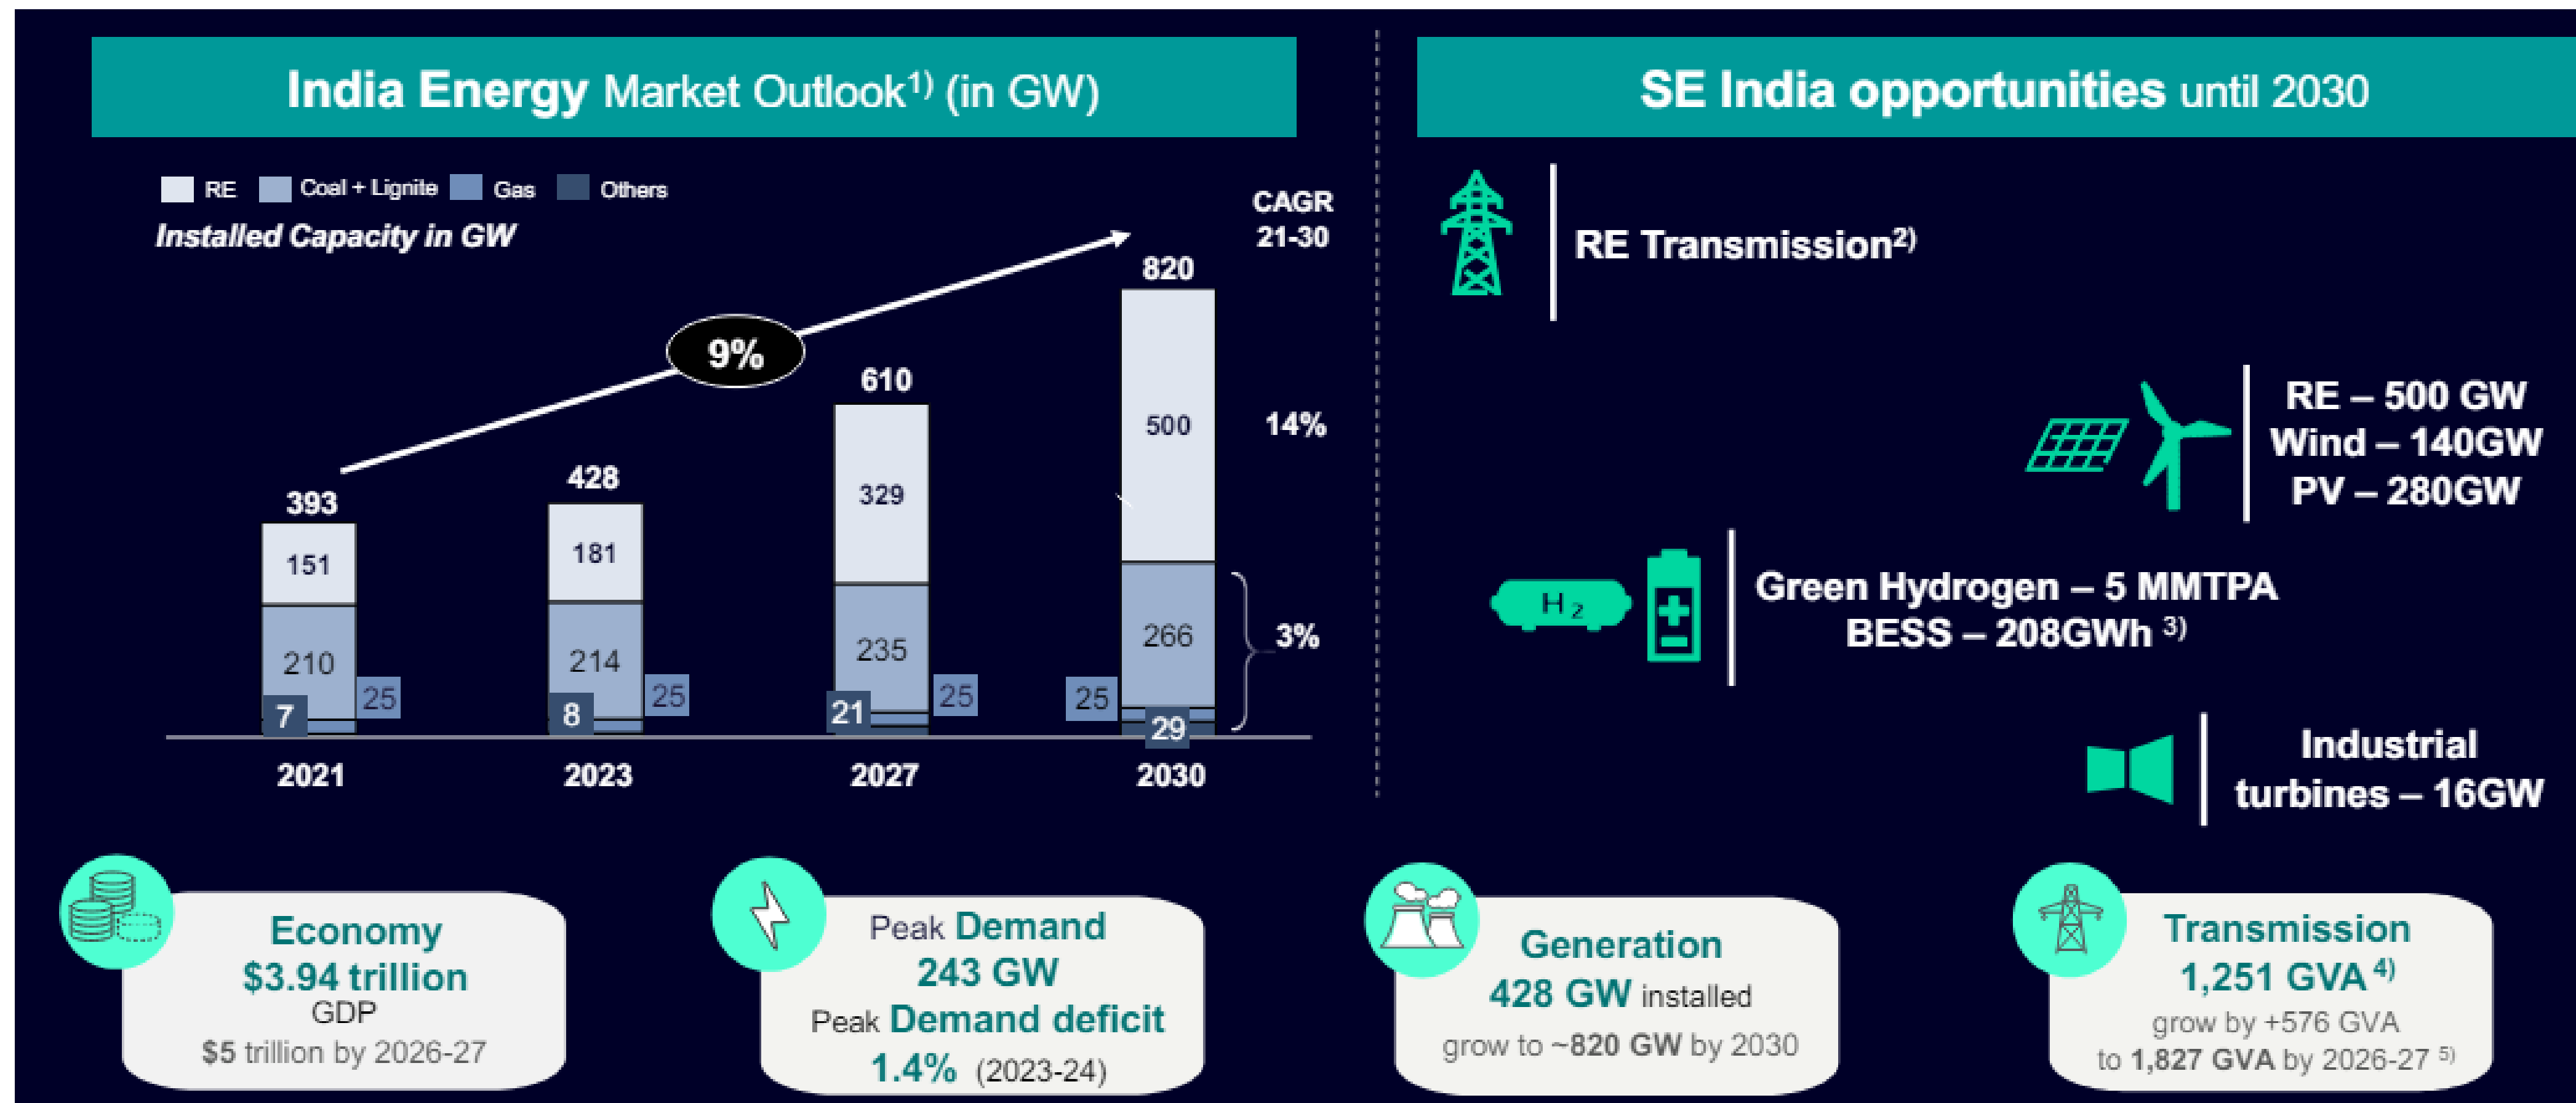 India Energy Market Outlook1) (in GW)
RE Coal + Lignite Gas Others
Installed Capacity in GW
CAGR
21-30
9%
393
151
210
7
25
428
181
214
8
25
610
329
235
21
25
820
500
266
25
29
14%
3%
2021 2023 2027 2030
SE India opportunities until 2030
RE Transmission2)
RE – 500 GW
Wind – 140GW
PV – 280GW
H2
Green Hydrogen – 5 MMTPA
BESS – 208GWh 3)
Industrial
turbines – 16GW
Economy
$3.94 trillion
GDP
$5 trillion by 2026-27
Peak Demand
243 GW
Peak Demand deficit
1.4% (2023-24)
Generation
428 GW installed
grow to ~820 GW by 2030
Transmission
1,251 GVA 4)
grow by +576 GVA
to 1,827 GVA by 2026-27 5)